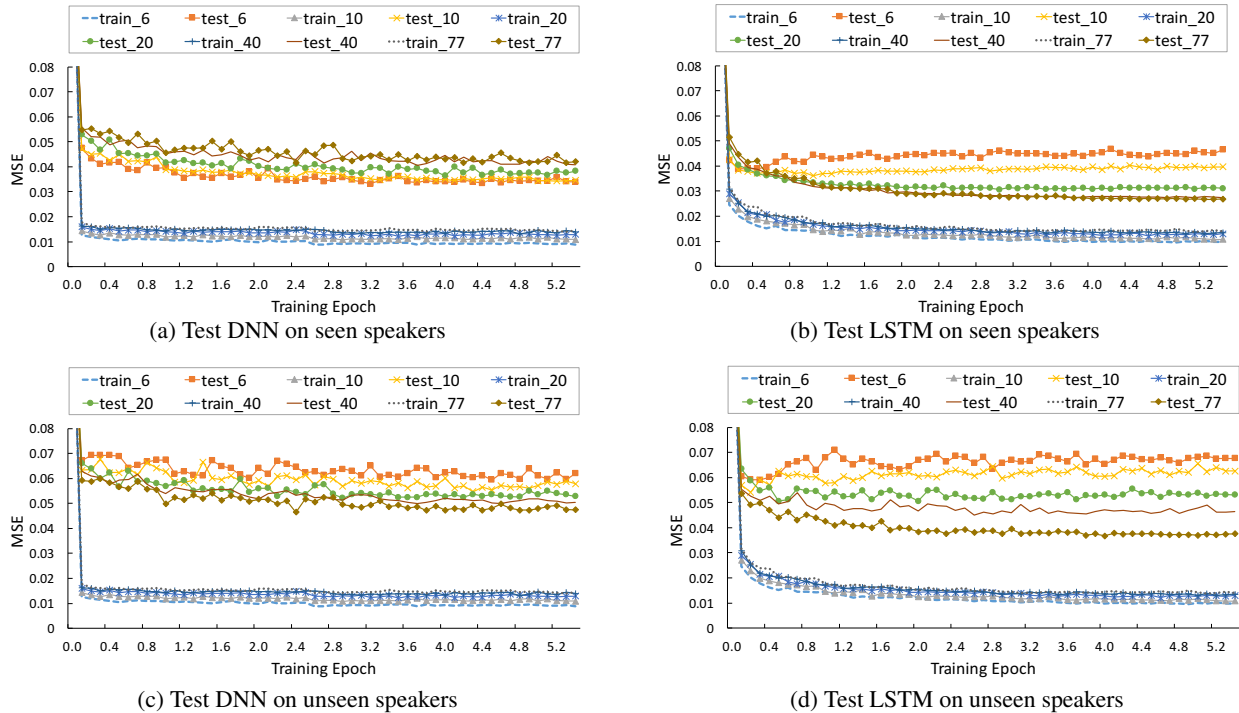 train_6 test_6 train_10 test_10 train_20
test_20 train_40 test_40 train_77 test_77
0.08
0.07
0.06
0.05
0.04
0.03
0.02
0.01
0
MSE
0.0 0.4 0.8 1.2 1.6 2.0 2.4 2.8 3.2 3.6 4.0 4.4 4.8 5.2
Training Epoch
(a) Test DNN on seen speakers
train_6 test_6 train_10 test_10 train_20
test_20 train_40 test_40 train_77 test_77
0.08
0.07
0.06
0.05
0.04
0.03
0.02
0.01
0
MSE
0.0 0.4 0.8 1.2 1.6 2.0 2.4 2.8 3.2 3.6 4.0 4.4 4.8 5.2
Training Epoch
(b) Test LSTM on seen speakers
train_6 test_6 train_10 test_10 train_20
test_20 train_40 test_40 train_77 test_77
0.08
0.07
0.06
0.05
0.04
0.03
0.02
0.01
0
MSE
0.0 0.4 0.8 1.2 1.6 2.0 2.4 2.8 3.2 3.6 4.0 4.4 4.8 5.2
Training Epoch
(c) Test DNN on unseen speakers
train_6 test_6 train_10 test_10 train_20
test_20 train_40 test_40 train_77 test_77
0.08
0.07
0.06
0.05
0.04
0.03
0.02
0.01
0
MSE
0.0 0.4 0.8 1.2 1.6 2.0 2.4 2.8 3.2 3.6 4.0 4.4 4.8 5.2
Training Epoch
(d) Test LSTM on unseen speakers